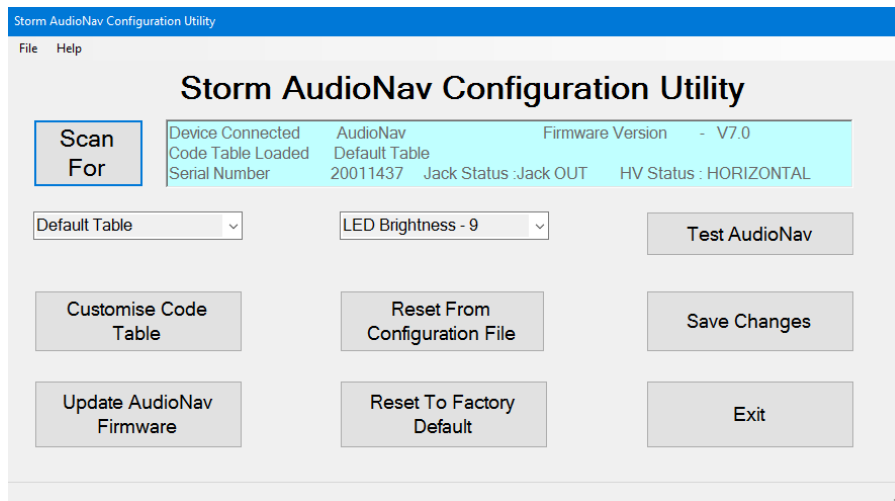 Storm AudioNav Configuration Utility
File Help
Storm AudioNav Configuration Utility
Scan
For
Device Connected AudioNav Firmware Version - V7.0
Code Table Loaded Default Table
Serial Number 20011437 Jack Status :Jack OUT HV Status : HORIZONTAL
Default Table
LED Brightness - 9
Test AudioNav
Customise Code
Table
Reset From
Configuration File
Save Changes
Update AudioNav
Firmware
Reset To Factory
Default
Exit